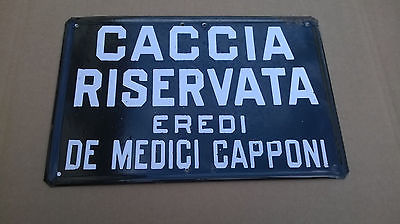 CACCIA
RISERVATA
EREDI
DE MEDICI CAPPONI